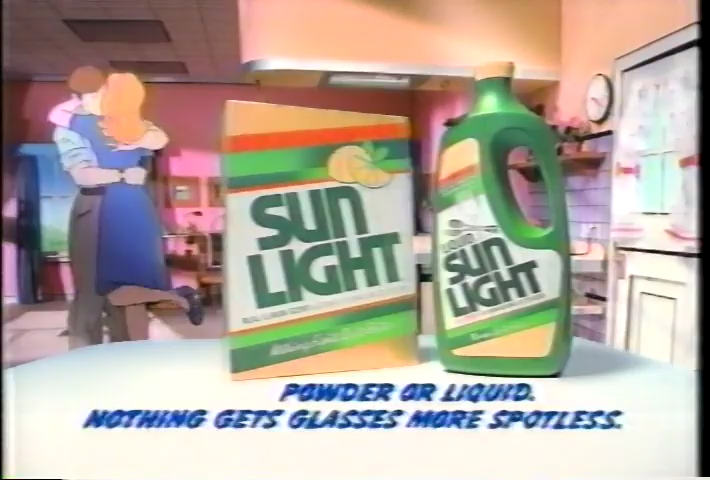 SUN
LIGHT
SUN
LIGHT
POWDER OR LIQUID.
NOTHING GETS GLASSES MORE SPOTLESS.